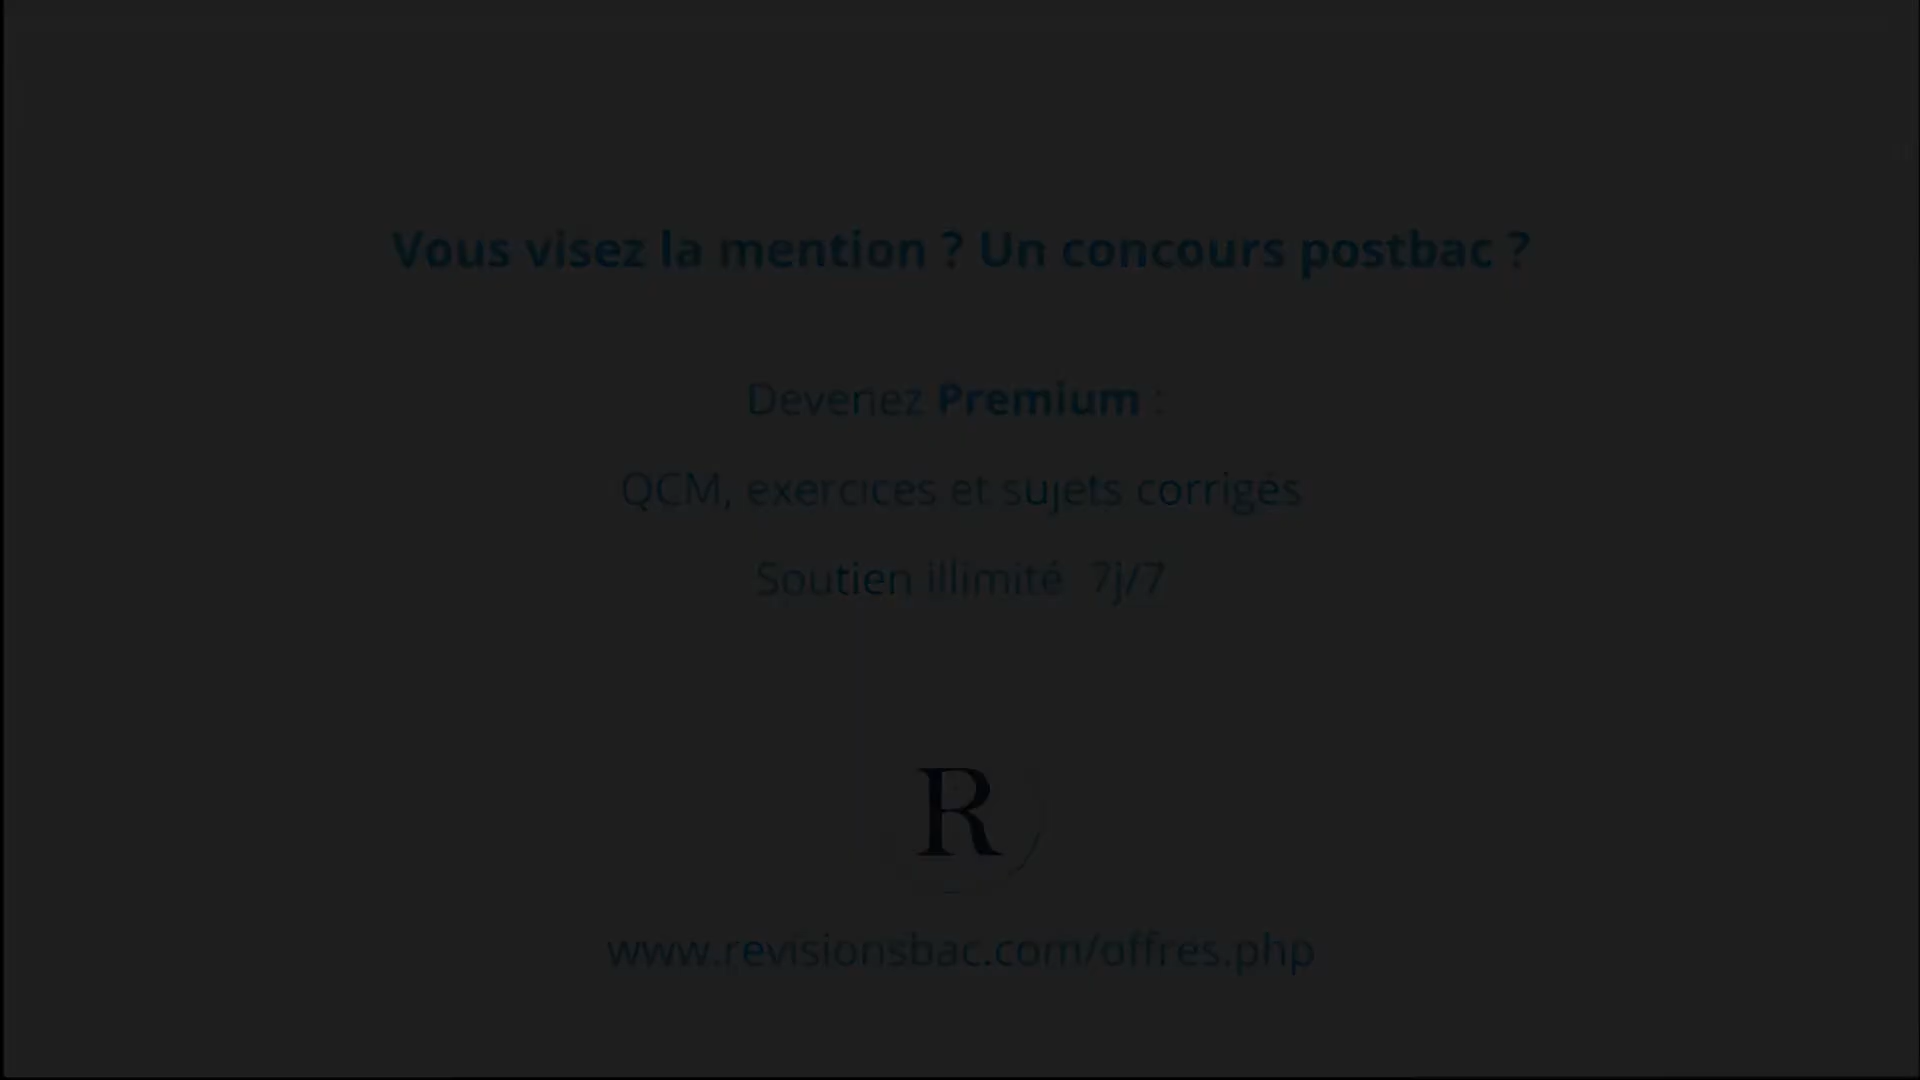 Vous visez la mention ? Un concours postbac ?
Devenez Premium :
QCM, exercices et sujets corrigés
Soutien illimité 7j/7
R
www.revisionsbac.com/offres.php